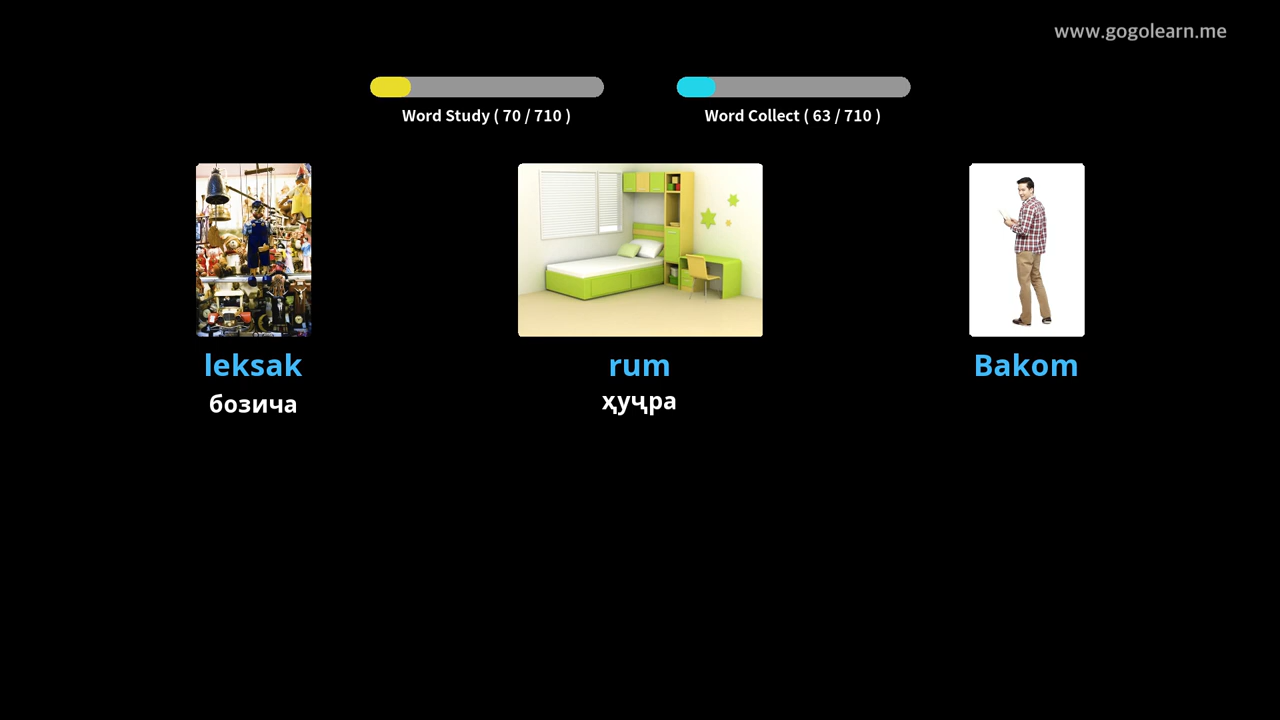 www.gogolearn.me
Word Study ( 70 / 710 )
Word Collect ( 63 / 710 )
leksak
бозича
rum
ҳуҷра
Bakom